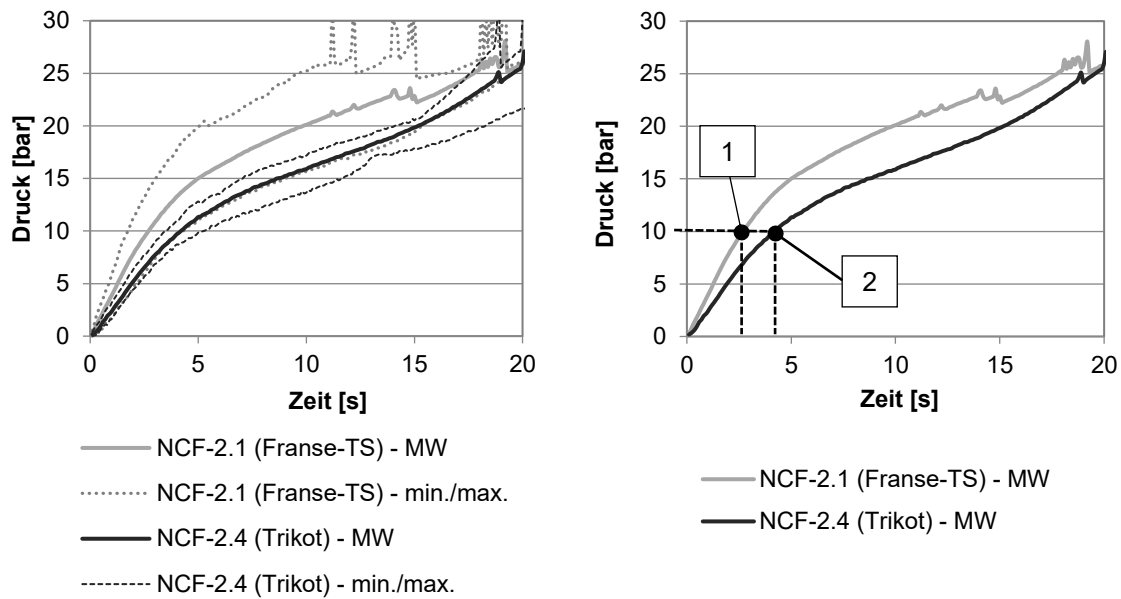 30
25
20
15
10
5
0
Druck [bar]
0 5 10 15 20
Zeit [s]
NCF-2.1 (Franse-TS) - MW
NCF-2.1 (Franse-TS) - min./max.
NCF-2.4 (Trikot) - MW
NCF-2.4 (Trikot) - min./max.
30
25
20
15
10
5
0
Druck [bar]
1
2
0 5 10 15 20
Zeit [s]
NCF-2.1 (Franse-TS) - MW
NCF-2.4 (Trikot) - MW